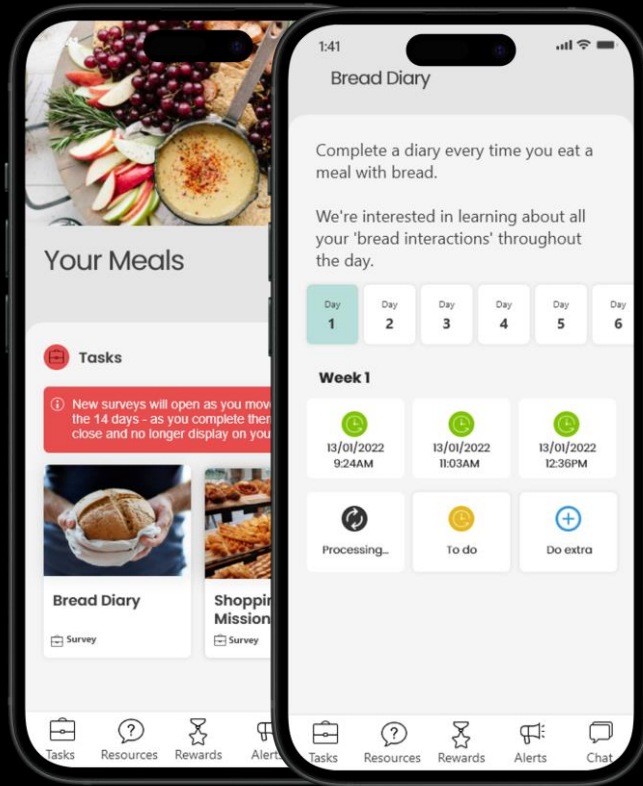 Your Meals
Tasks
New surveys will open as you mov
the 14 days - as you complete ther
close and no longer display on you
Bread Diary
Survey
Shoppin
Mission
Survey
Tasks
Resources
Rewards
Alerts
1:41
Bread Diary
Complete a diary every time you eat a
meal with bread.
We're interested in learning about all
your 'bread interactions' throughout
the day.
Day Day Day Day Day Day
1 2 3 4 5 6
Week 1
13/01/2022 13/01/2022 13/01/2022
9:24AM 11:03AM 12:36PM
Processing... To do Do extra
Tasks Resources Rewards Alerts Chat